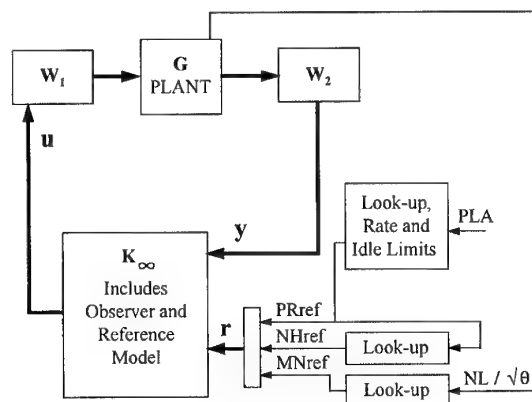 G
PLANT
W₁
W₂
u
y
Look-up,
Rate and
Idle Limits
PLA
K∞
Includes
Observer and
Reference
Model
r
PRref
NHref
Look-up
MNref
Look-up
NL / √θ